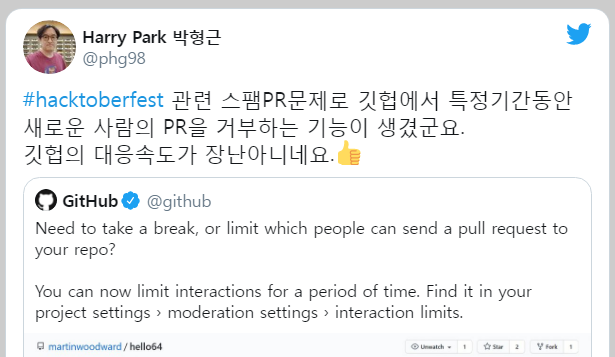 Harry Park 박형근
@phg98
#hacktoberfest 관련 스팸PR문제로 깃헙에서 특정기간동안
새로운 사람의 PR을 거부하는 기능이 생겼군요.
깃헙의 대응속도가 장난아니네요.👍
GitHub @github
Need to take a break, or limit which people can send a pull request to
your repo?
You can now limit interactions for a period of time. Find it in your
project settings › moderation settings › interaction limits.
martinwoodward / hello64 Unwatch 1 Star 2 Fork 1